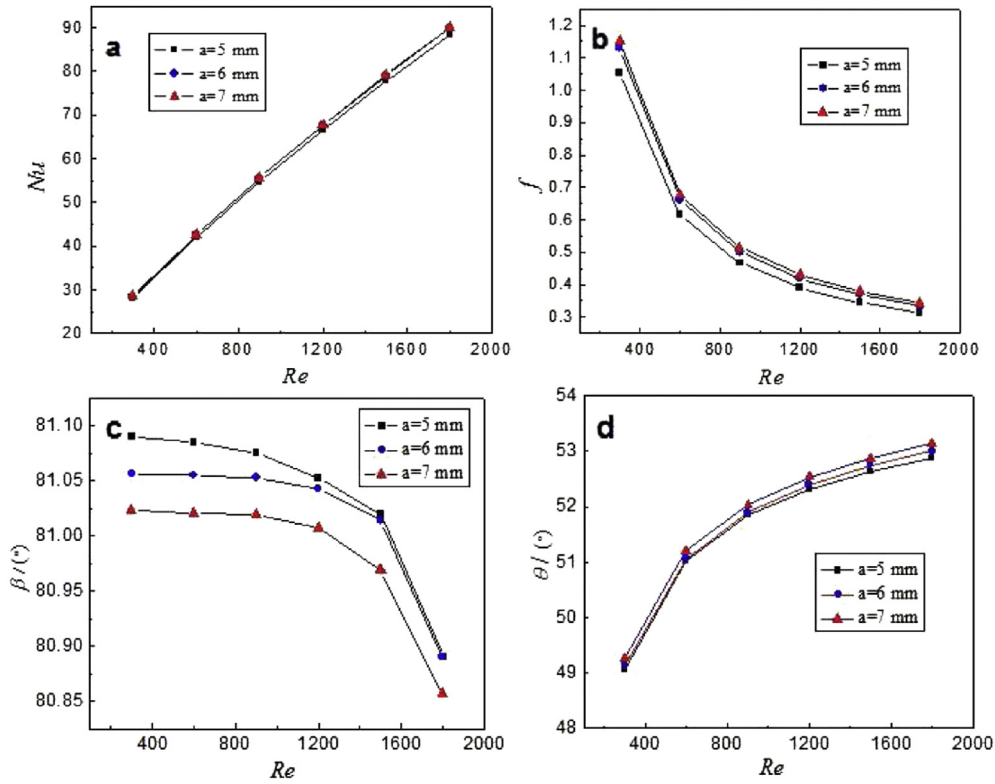 a
a=5 mm
a=6 mm
a=7 mm
90
80
70
60
50
40
30
20
Nu
400 800 1200 1600 2000
Re
b
a=5 mm
a=6 mm
a=7 mm
1.2
1.1
1.0
0.9
0.8
0.7
0.6
0.5
0.4
0.3
f
400 800 1200 1600 2000
Re
c
a=5 mm
a=6 mm
a=7 mm
81.10
81.05
81.00
80.95
80.90
80.85
β / (°)
400 800 1200 1600 2000
Re
d
a=5 mm
a=6 mm
a=7 mm
54
53
52
51
50
49
48
θ / (°)
400 800 1200 1600 2000
Re